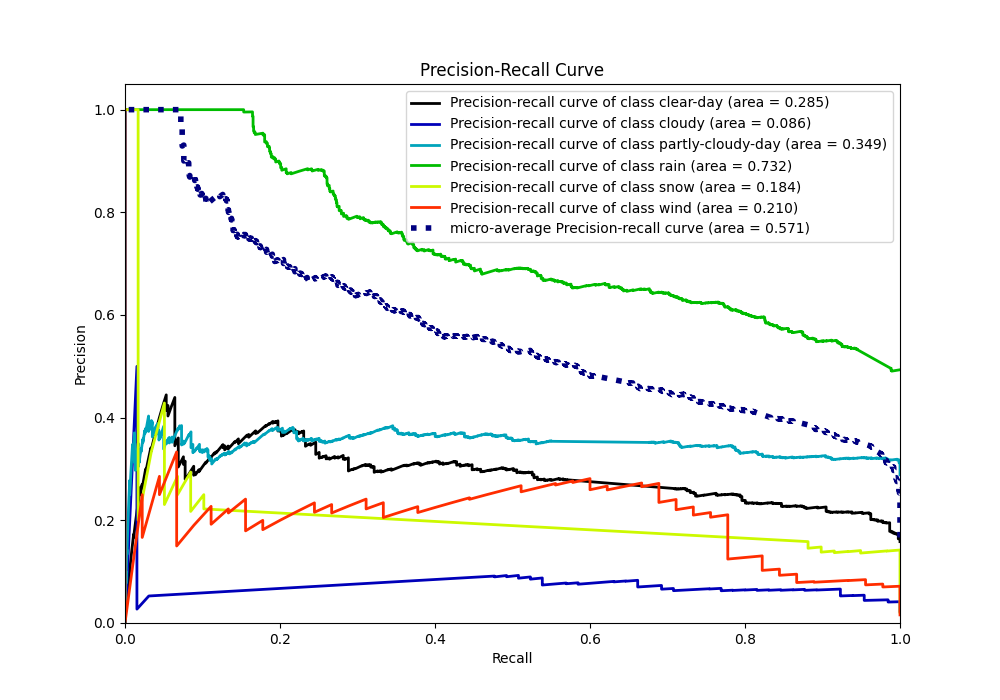 Precision-Recall Curve
1.0
0.8
0.6
0.4
0.2
0.0
Precision
Precision-recall curve of class clear-day (area = 0.285)
Precision-recall curve of class cloudy (area = 0.086)
Precision-recall curve of class partly-cloudy-day (area = 0.349)
Precision-recall curve of class rain (area = 0.732)
Precision-recall curve of class snow (area = 0.184)
Precision-recall curve of class wind (area = 0.210)
micro-average Precision-recall curve (area = 0.571)
0.0 0.2 0.4 0.6 0.8 1.0
Recall